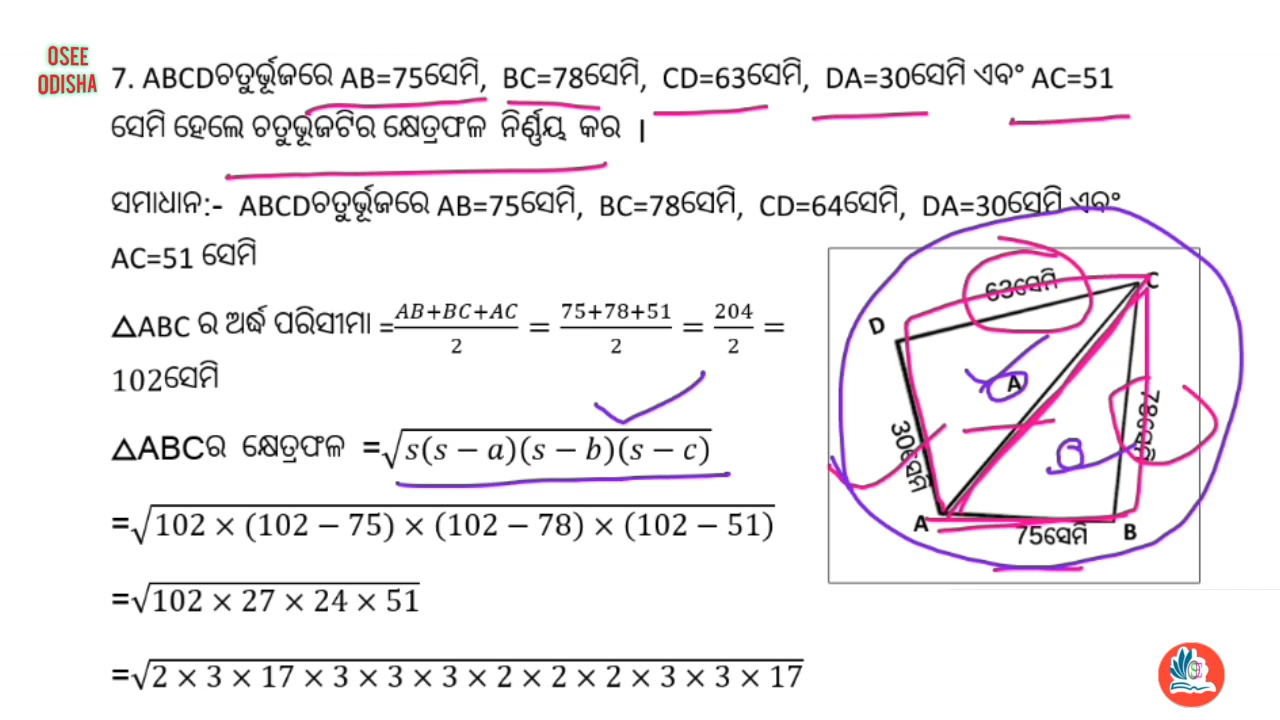 OSEE
ODISHA
7. ABCDଚତୁର୍ଭୂଜରେ AB=75ସେମି, BC=78ସେମି, CD=63ସେମି, DA=30ସେମି ଏବଂ AC=51
ସେମି ହେଲେ ଚତୁର୍ଭୂଜଟିର କ୍ଷେତ୍ରଫଳ ନିର୍ଣ୍ଣୟ କର ।
ସମାଧାନ:- ABCDଚତୁର୍ଭୂଜରେ AB=75ସେମି, BC=78ସେମି, CD=64ସେମି, DA=30ସେମି ଏବଂ
AC=51 ସେମି
△ABC ର ଅର୍ଦ୍ଧ ପରିସୀମା =\frac{AB+BC+AC}{2} = \frac{75+78+51}{2} = \frac{204}{2} =
102ସେମି
△ABCର କ୍ଷେତ୍ରଫଳ =√s(s − a)(s − b)(s − c)
=√102 × (102 − 75) × (102 − 78) × (102 − 51)
=√102 × 27 × 24 × 51
=√2 × 3 × 17 × 3 × 3 × 3 × 2 × 2 × 2 × 3 × 3 × 17
63ସେମି
C
D
A
78ସେମି
30ସେମି
B
A
75ସେମି
B